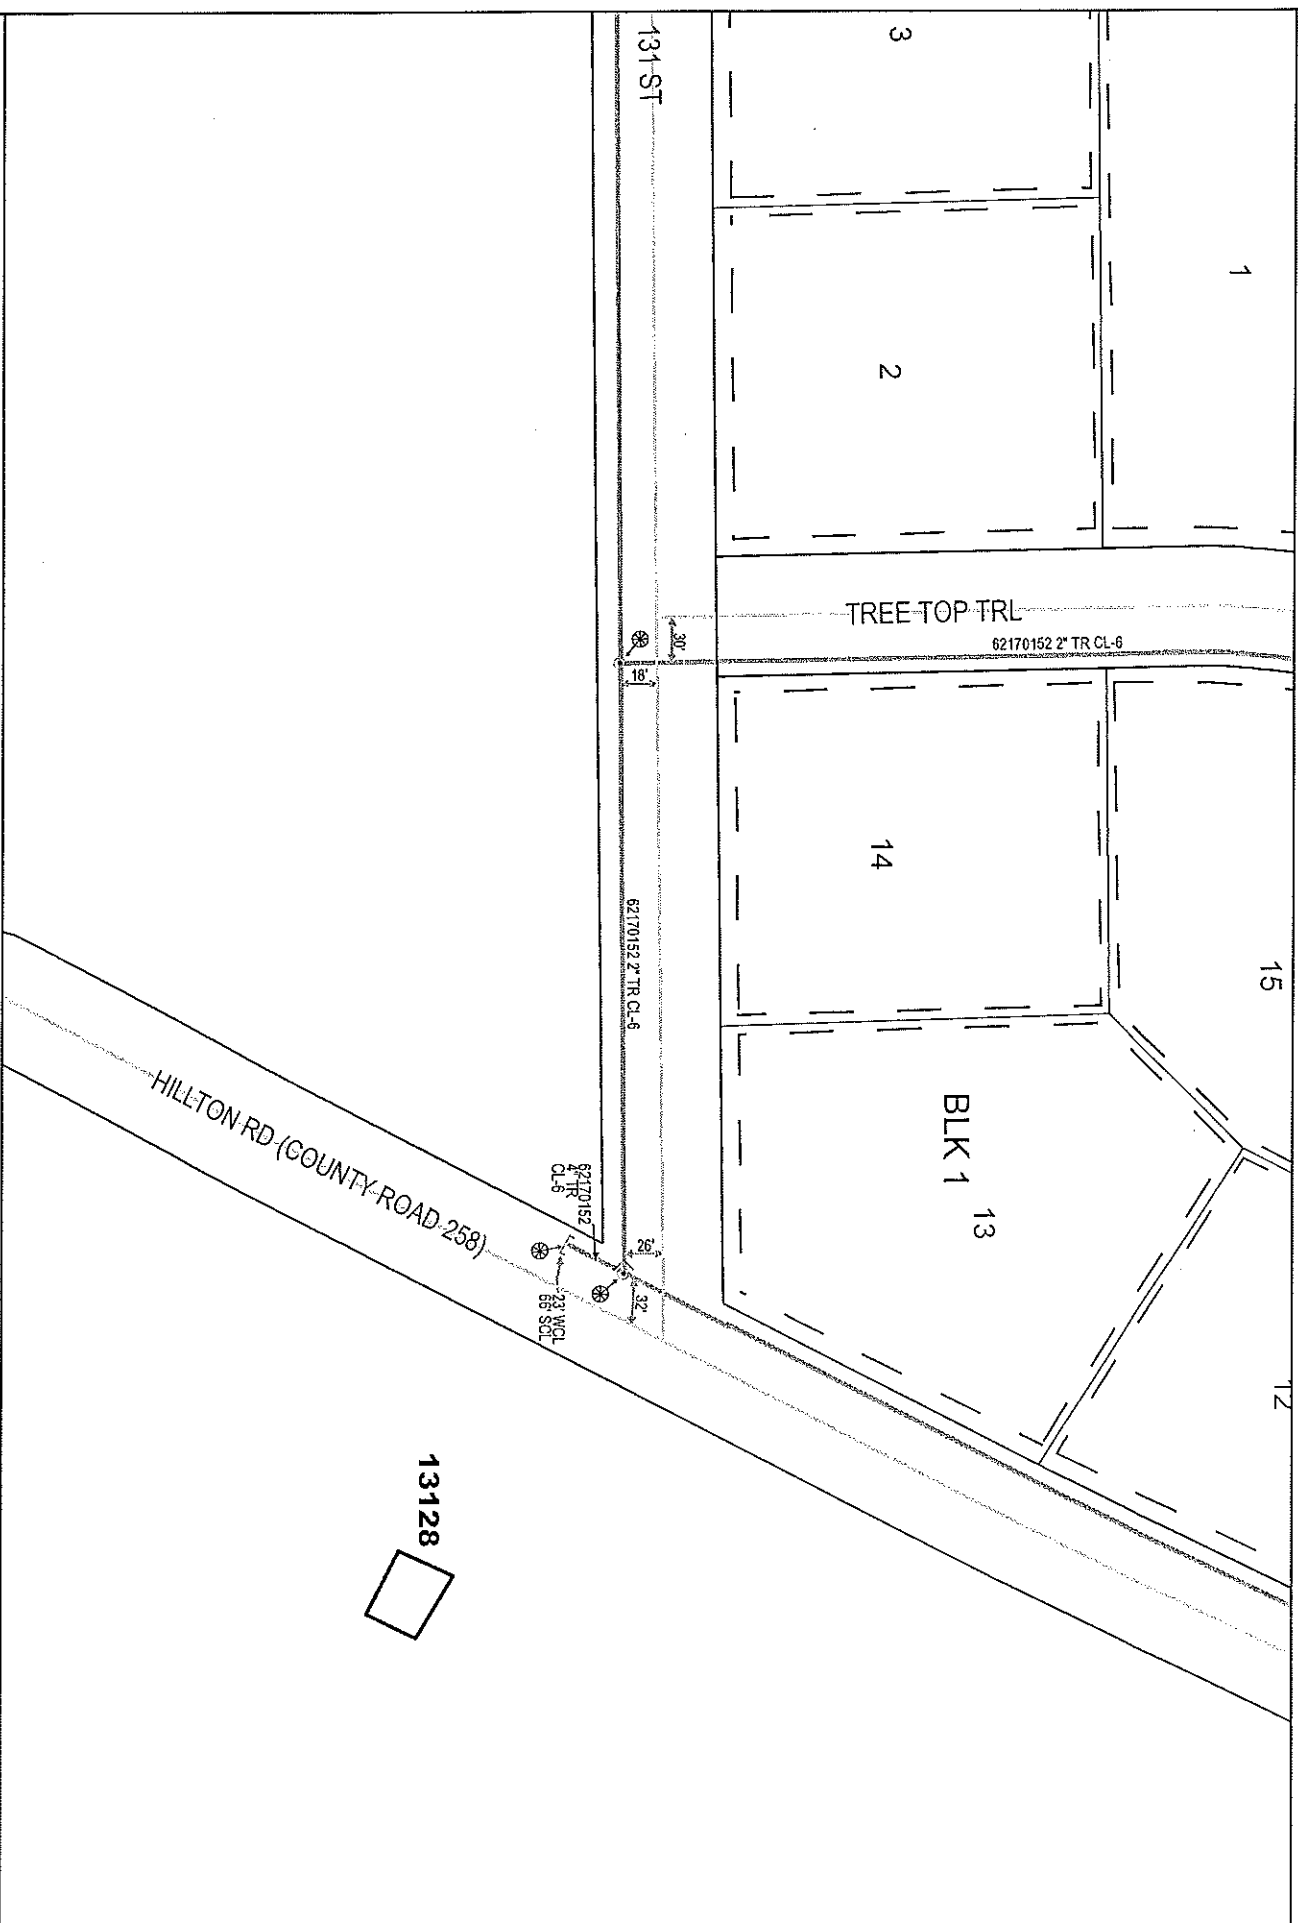 131 ST
3
2
1
TREE TOP TRL
62170152 2" TR CL-6
30'
18'
14
15
62170152 2" TR CL-6
BLK 1
13
12
HILLTON RD (COUNTY ROAD 258)
62170152
4" TR
CL-6
26'
32'
23' WCL
66' SCL
13128